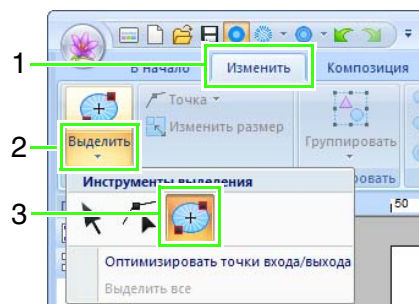 1
В начало Изменить Композиция
Точка
Изменить размер
2
Выделить
Группировать
Инструменты выделения
3
50
Оптимизировать точки входа/выхода
Выделить все